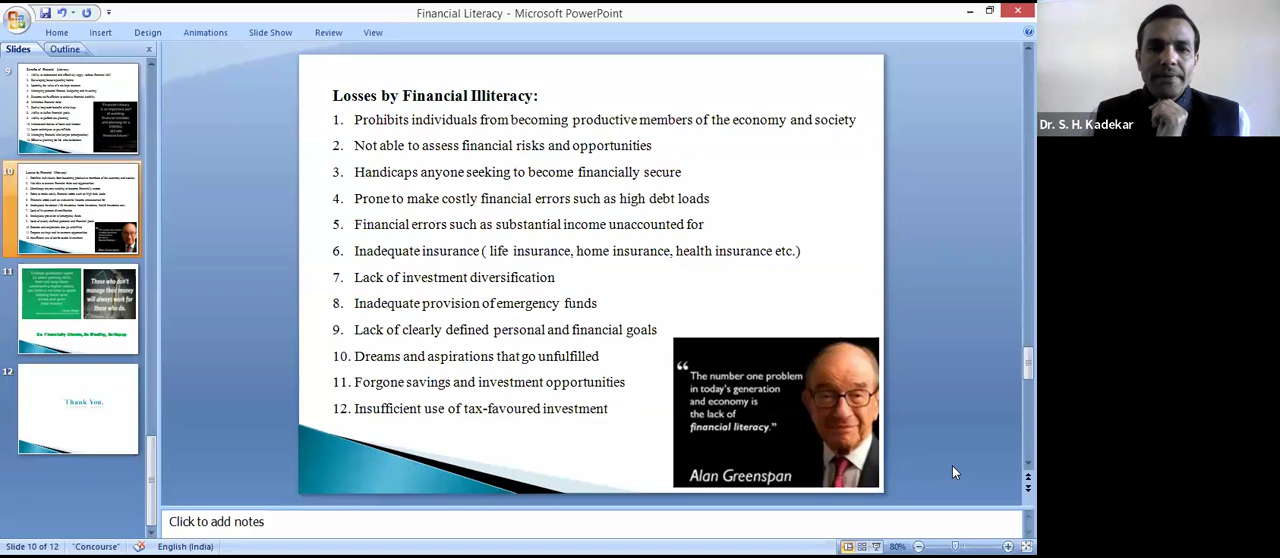 Financial Literacy - Microsoft PowerPoint
Home Insert Design Animations Slide Show Review View
Slides Outline
9
10
11
Those who don't
manage their money
will always work for
those who do.
12
Thank You.
Losses by Financial Iliteracy:
1. Prohibits individuals from becoming productive members of the economy and society
2. Not able to assess financial risks and opportunities
3. Handicaps anyone seeking to become financially secure
4. Prone to make costly financial errors such as high debt loads
5. Financial errors such as substantial income unaccounted for
6. Inadequate insurance ( life insurance, home insurance, health insurance etc.)
7. Lack of investment diversification
8. Inadequate provision of emergency funds
9. Lack of clearly defined personal and financial goals
10. Dreams and aspirations that go unfulfilled
11. Forgone savings and investment opportunities
12. Insufficient use of tax-favoured investment
“The number one problem
in today's generation
and economy is
the lack of
financial literacy.”
Alan Greenspan
Click to add notes
Slide 10 of 12 "Concourse" English (India) 80%
Dr. S. H. Kadekar